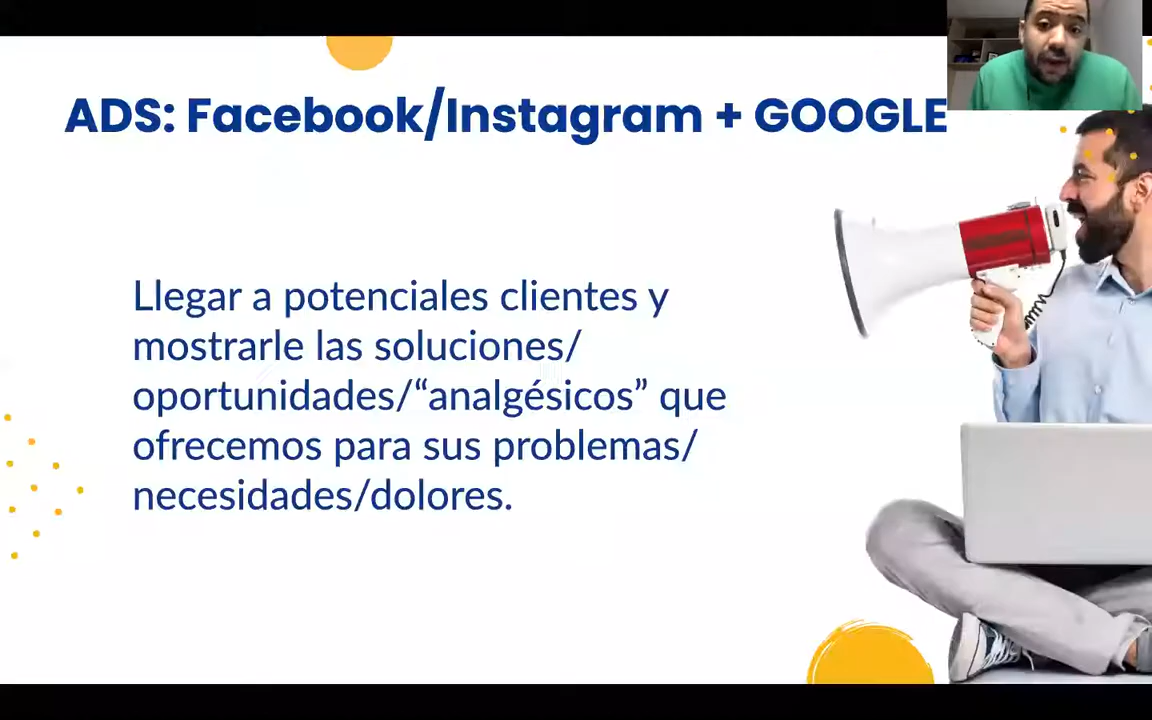 ADS: Facebook/Instagram + GOOGLE
Llegar a potenciales clientes y
mostrarle las soluciones/
oportunidades/“analgésicos” que
ofrecemos para sus problemas/
necesidades/dolores.